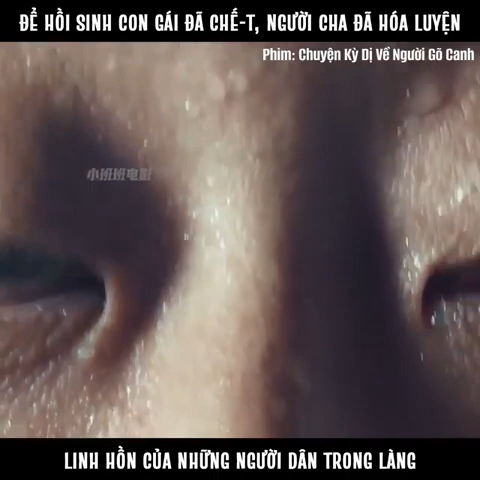 ĐỂ HỒI SINH CON GÁI ĐÃ CHẾ-T, NGƯỜI CHA ĐÃ HÓA LUYỆN
Phim: Chuyện Kỳ Dị Về Người Gõ Canh
小班班电影
LINH HỒN CỦA NHỮNG NGƯỜI DÂN TRONG LÀNG